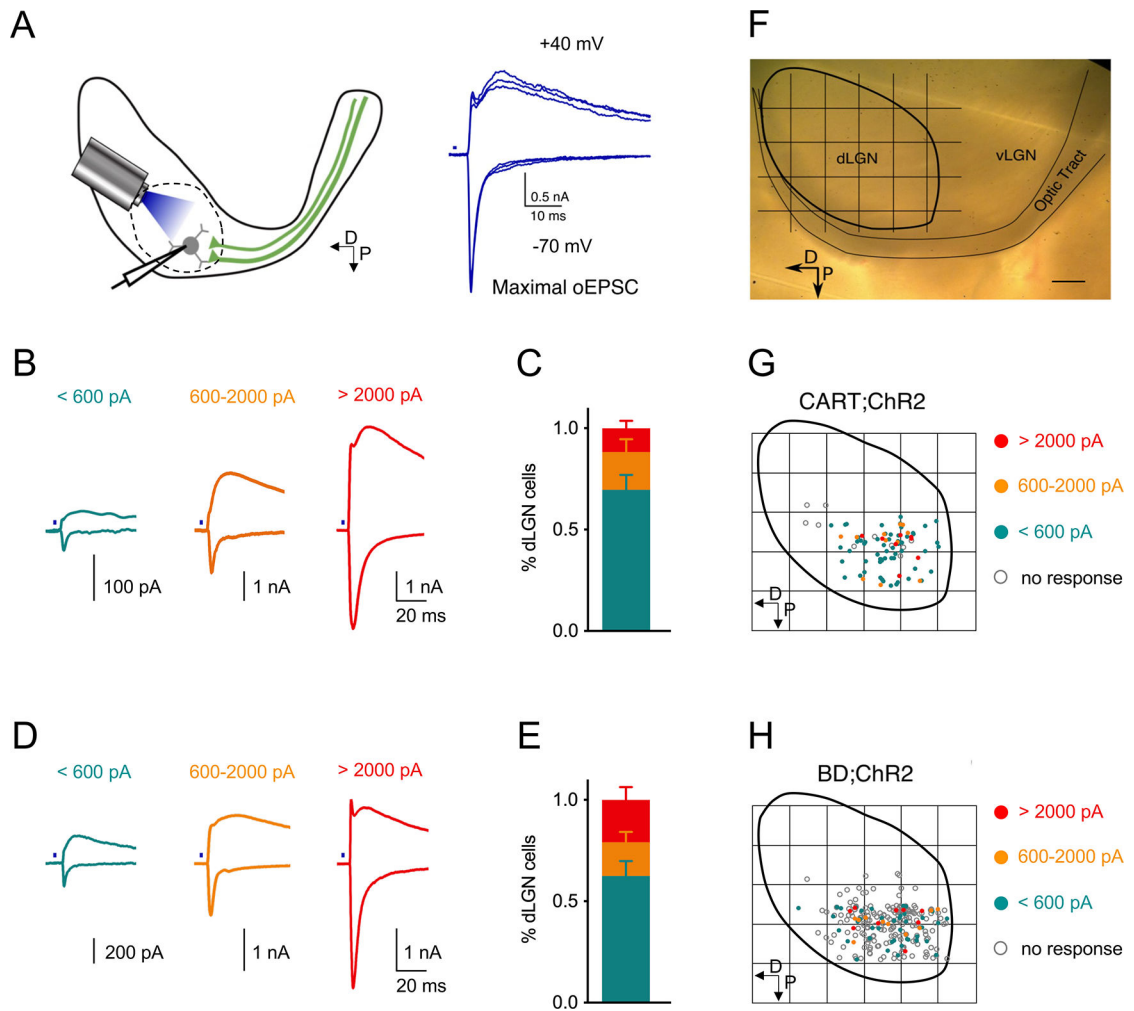 A
+40 mV
D
P
0.5 nA
10 ms
-70 mV
Maximal oEPSC
F
dLGN
vLGN
Optic Tract
D
P
B
< 600 pA
600-2000 pA
> 2000 pA
100 pA
1 nA
1 nA
20 ms
C
% dLGN cells
1.0
0.5
0.0
G
CART;ChR2
> 2000 pA
600-2000 pA
< 600 pA
no response
D
P
D
< 600 pA
600-2000 pA
> 2000 pA
200 pA
1 nA
1 nA
20 ms
E
% dLGN cells
1.0
0.5
0.0
H
BD;ChR2
> 2000 pA
600-2000 pA
< 600 pA
no response
D
P